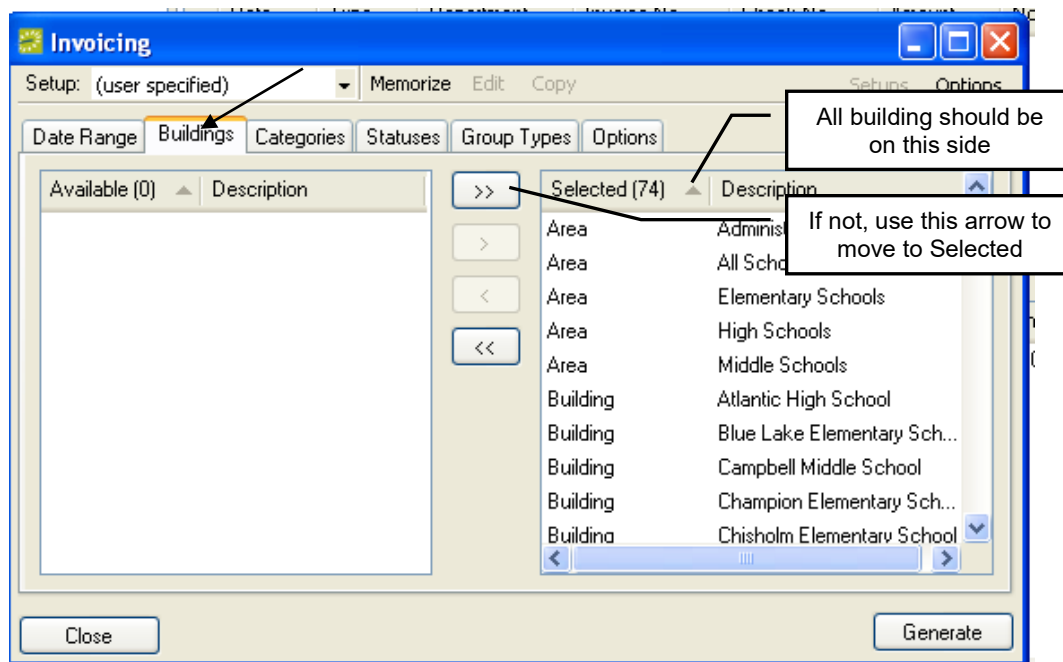 Invoicing
Setup: (user specified) Memorize Edit Copy Setups Options
Date Range Buildings Categories Statuses Group Types Options
All building should be
on this side
Available (0) Description >> Selected (74) Description
If not, use this arrow to
move to Selected
Area
> Area All
< Area Elementary Schools
Area High Schools
<< Area Middle Schools
Building Atlantic High School
Building Blue Lake Elementary Sch...
Building Campbell Middle School
Building Champion Elementary Sch...
Building Chisholm Elementary School
Close Generate